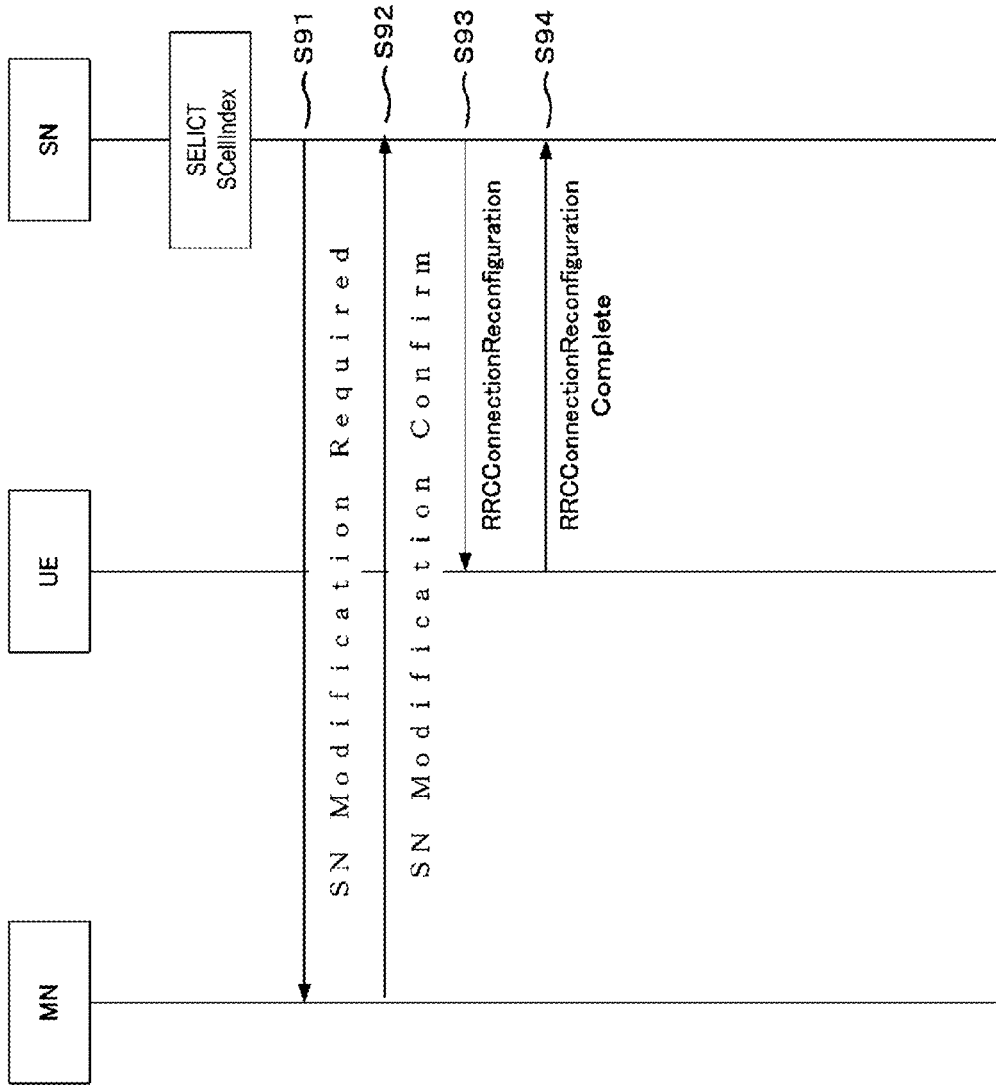 MN
UE
SN
SELICT
SCellIndex
S91
SN Modification Required
S92
SN Modification Confirm
S93
RRCConnectionReconfiguration
S94
RRCConnectionReconfiguration
Complete